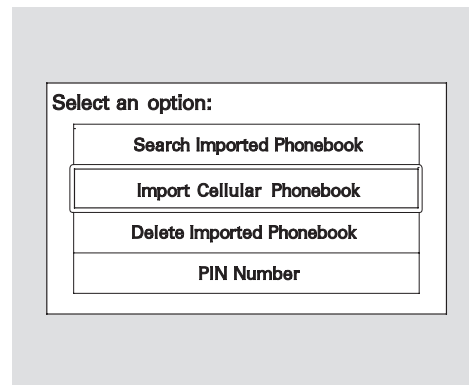 Select an option:
Search Imported Phonebook
Import Cellular Phonebook
Delete Imported Phonebook
PIN Number